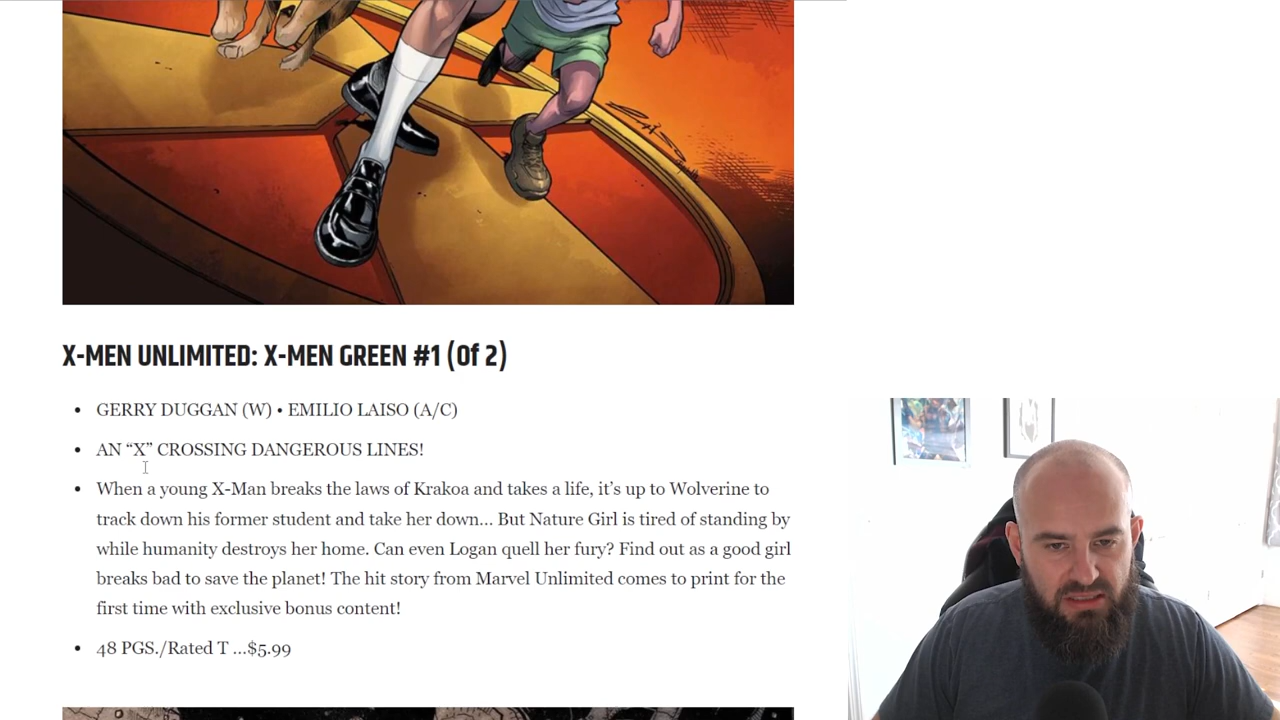 X-MEN UNLIMITED: X-MEN GREEN #1 (Of 2)
• GERRY DUGGAN (W) • EMILIO LAISO (A/C)
• AN “X” CROSSING DANGEROUS LINES!
• When a young X-Man breaks the laws of Krakoa and takes a life, it’s up to Wolverine to
track down his former student and take her down... But Nature Girl is tired of standing by
while humanity destroys her home. Can even Logan quell her fury? Find out as a good girl
breaks bad to save the planet! The hit story from Marvel Unlimited comes to print for the
first time with exclusive bonus content!
• 48 PGS./Rated T ...$5.99